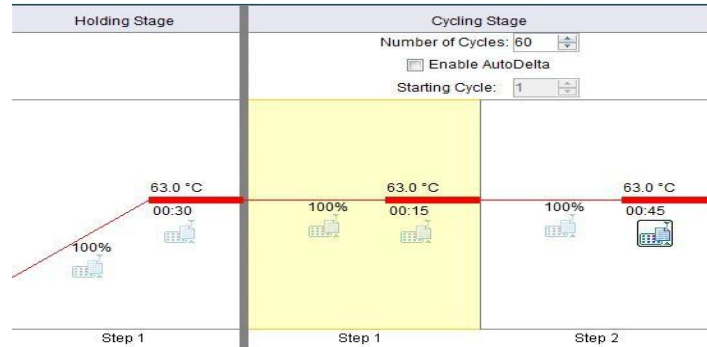 Holding Stage
Cycling Stage
Number of Cycles: 60
Enable AutoDelta
Starting Cycle: 1
63.0 °C
63.0 °C
63.0 °C
00:30
100%
00:15
100%
00:45
100%
Step 1
Step 1
Step 2